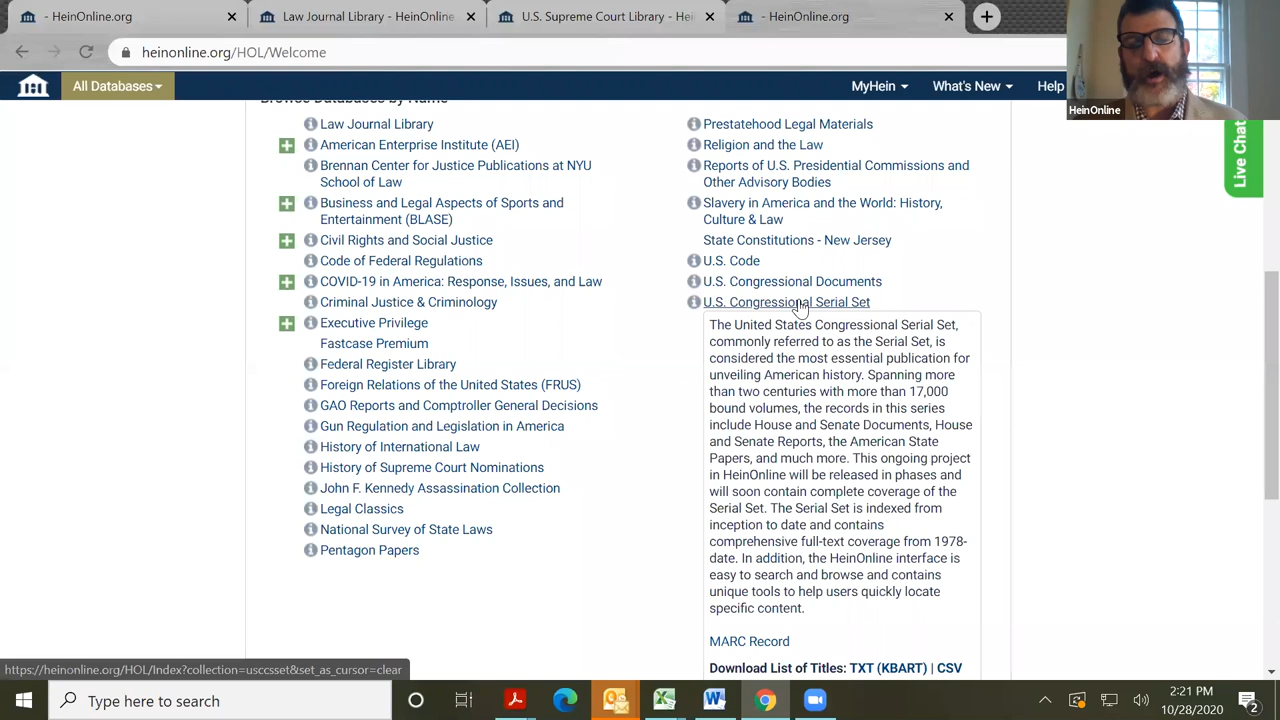 - HeinOnline.org
Law Journal Library - HeinOnline
U.S. Supreme Court Library - Hei
- HeinOnline.org
heinonline.org/HOL/Welcome
All Databases
MyHein
What's New
Help
HeinOnline
Live Chat
Browse Databases by Name
Law Journal Library
American Enterprise Institute (AEI)
Brennan Center for Justice Publications at NYU
School of Law
Business and Legal Aspects of Sports and
Entertainment (BLASE)
Civil Rights and Social Justice
Code of Federal Regulations
COVID-19 in America: Response, Issues, and Law
Criminal Justice & Criminology
Executive Privilege
Fastcase Premium
Federal Register Library
Foreign Relations of the United States (FRUS)
GAO Reports and Comptroller General Decisions
Gun Regulation and Legislation in America
History of International Law
History of Supreme Court Nominations
John F. Kennedy Assassination Collection
Legal Classics
National Survey of State Laws
Pentagon Papers
Prestatehood Legal Materials
Religion and the Law
Reports of U.S. Presidential Commissions and
Other Advisory Bodies
Slavery in America and the World: History,
Culture & Law
State Constitutions - New Jersey
U.S. Code
U.S. Congressional Documents
U.S. Congressional Serial Set
The United States Congressional Serial Set,
commonly referred to as the Serial Set, is
considered the most essential publication for
unveiling American history. Spanning more
than two centuries with more than 17,000
bound volumes, the records in this series
include House and Senate Documents, House
and Senate Reports, the American State
Papers, and much more. This ongoing project
in HeinOnline will be released in phases and
will soon contain complete coverage of the
Serial Set. The Serial Set is indexed from
inception to date and contains
comprehensive full-text coverage from 1978-
date. In addition, the HeinOnline interface is
easy to search and browse and contains
unique tools to help users quickly locate
specific content.
MARC Record
Download List of Titles: TXT (KBART) | CSV
https://heinonline.org/HOL/Index?collection=usccsset&set_as_cursor=clear
Type here to search
2:21 PM
10/28/2020
2